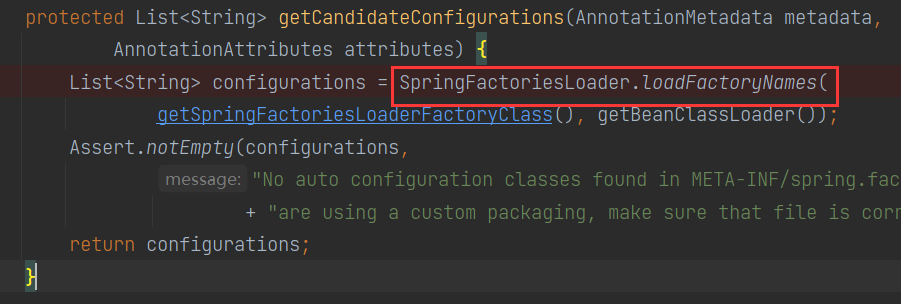 protected List<String> getCandidateConfigurations(AnnotationMetadata metadata,
AnnotationAttributes attributes) {
List<String> configurations = SpringFactoriesLoader.loadFactoryNames(
getSpringFactoriesLoaderFactoryClass(), getBeanClassLoader());
Assert.notEmpty(configurations,
message: "No auto configuration classes found in META-INF/spring.fac
+ "are using a custom packaging, make sure that file is corr
return configurations;
}